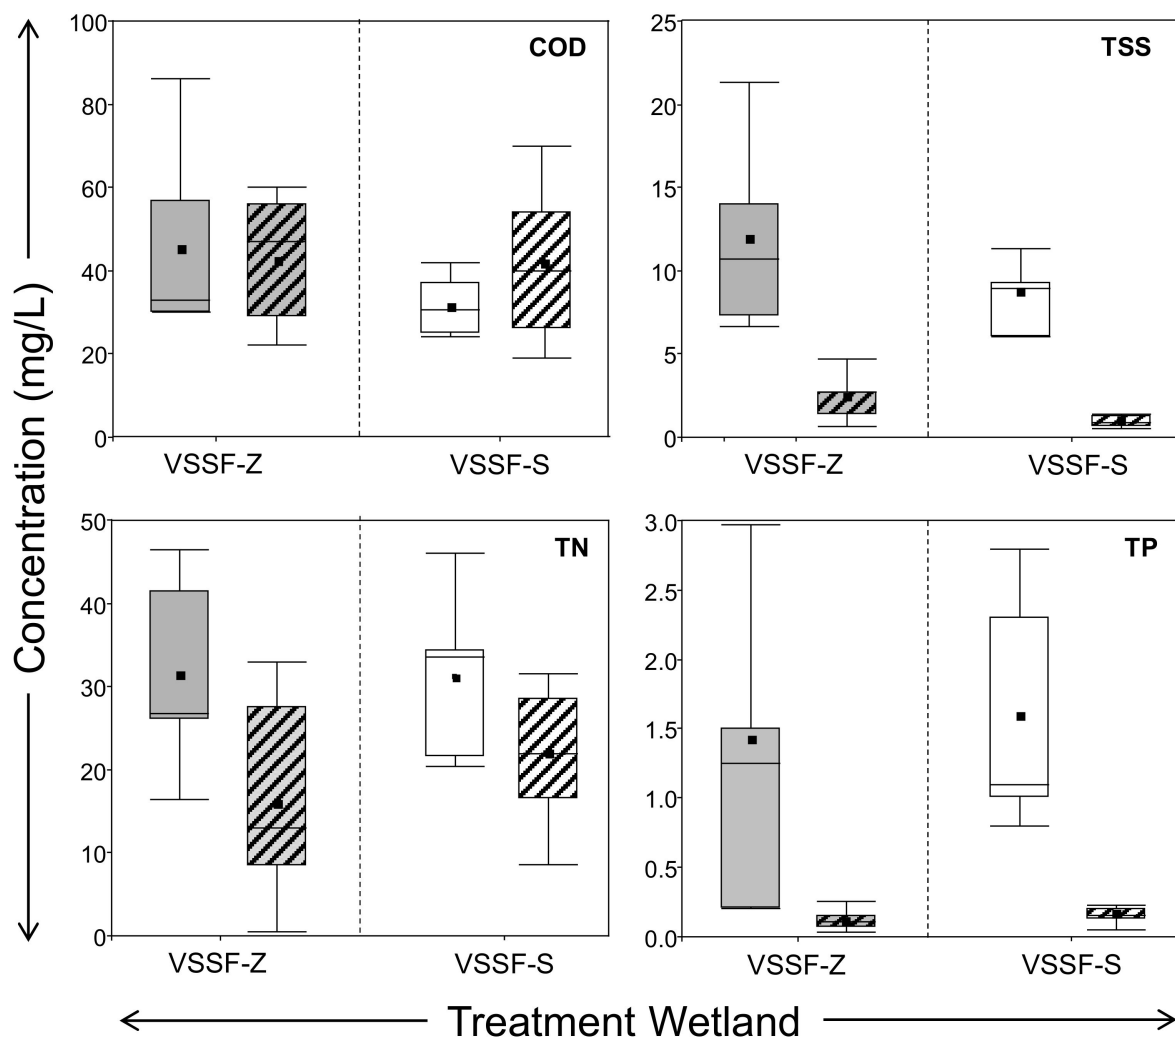 COD
100
80
60
40
20
0
VSSF-Z VSSF-S
TSS
25
20
15
10
5
0
VSSF-Z VSSF-S
Concentration (mg/L)
TN
50
40
30
20
10
0
VSSF-Z VSSF-S
TP
3.0
2.5
2.0
1.5
1.0
0.5
0.0
VSSF-Z VSSF-S
Treatment Wetland